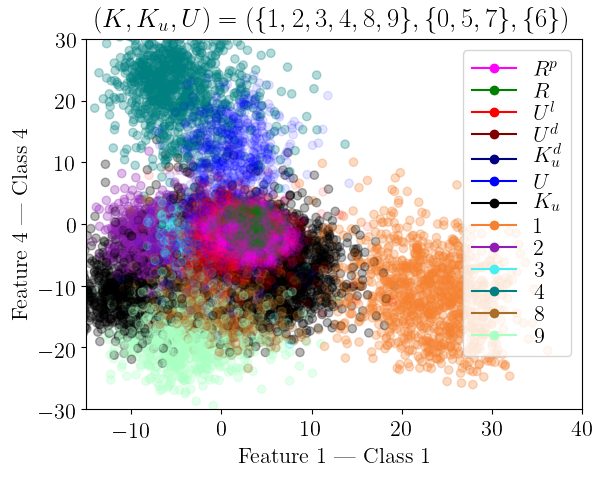 (K, K_u, U) = ({1, 2, 3, 4, 8, 9}, {0, 5, 7}, {6})
30
20
10
0
−10
−20
−30
Feature 4 — Class 4
R^p
R
U^l
U^d
K_u^d
U
K_u
1
2
3
4
8
9
−10
0
10
20
30
40
Feature 1 — Class 1